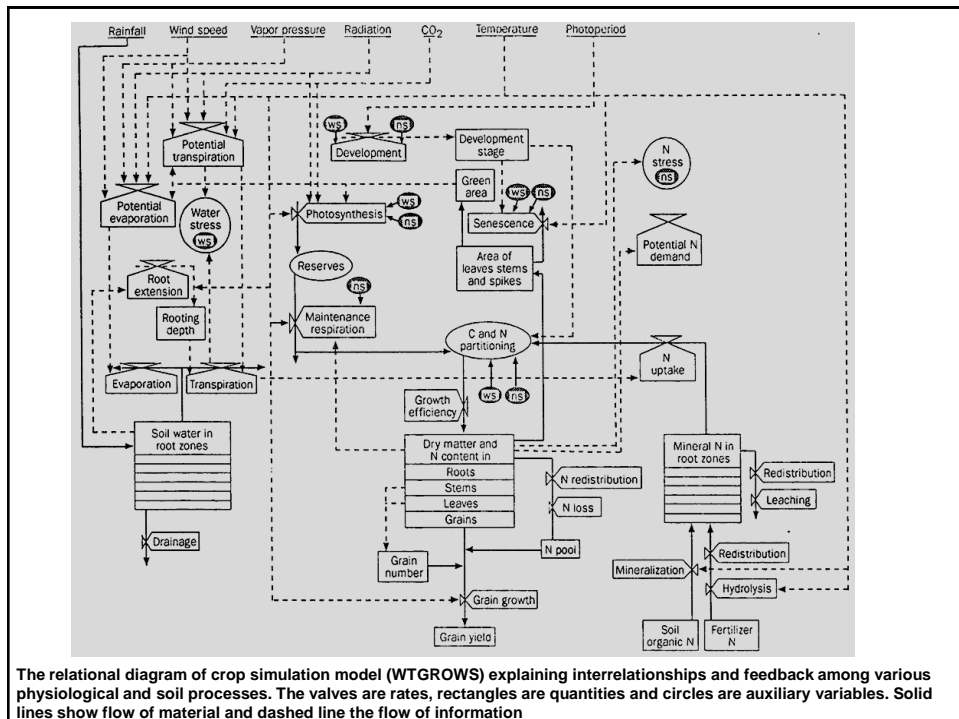 Rainfall Wind speed Vapor pressure Radiation CO₂ Temperature Photoperiod
Potential
transpiration
ws
ns
Development
Development
stage
N
stress
ns
Potential
evaporation
Water
stress
ws
Green
area
Photosynthesis
ws
ns
ws
ns
Senescence
Potential N
demand
Root
extension
Reserves
Area of
leaves stems
and spikes
Rooting
depth
ns
Maintenance
respiration
C and N
partitioning
N
uptake
Evaporation
Transpiration
ws
ns
Growth
efficiency
Soil water in
root zones
Dry matter and
N content in
Roots
Stems
Leaves
Grains
Mineral N in
root zones
N redistribution
N loss
Redistribution
Leaching
Drainage
Grain
number
N pool
Redistribution
Mineralization
Hydrolysis
Grain growth
Grain yield
Soil
organic N
Fertilizer
N
The relational diagram of crop simulation model (WTGROWS) explaining interrelationships and feedback among various
physiological and soil processes. The valves are rates, rectangles are quantities and circles are auxiliary variables. Solid
lines show flow of material and dashed line the flow of information